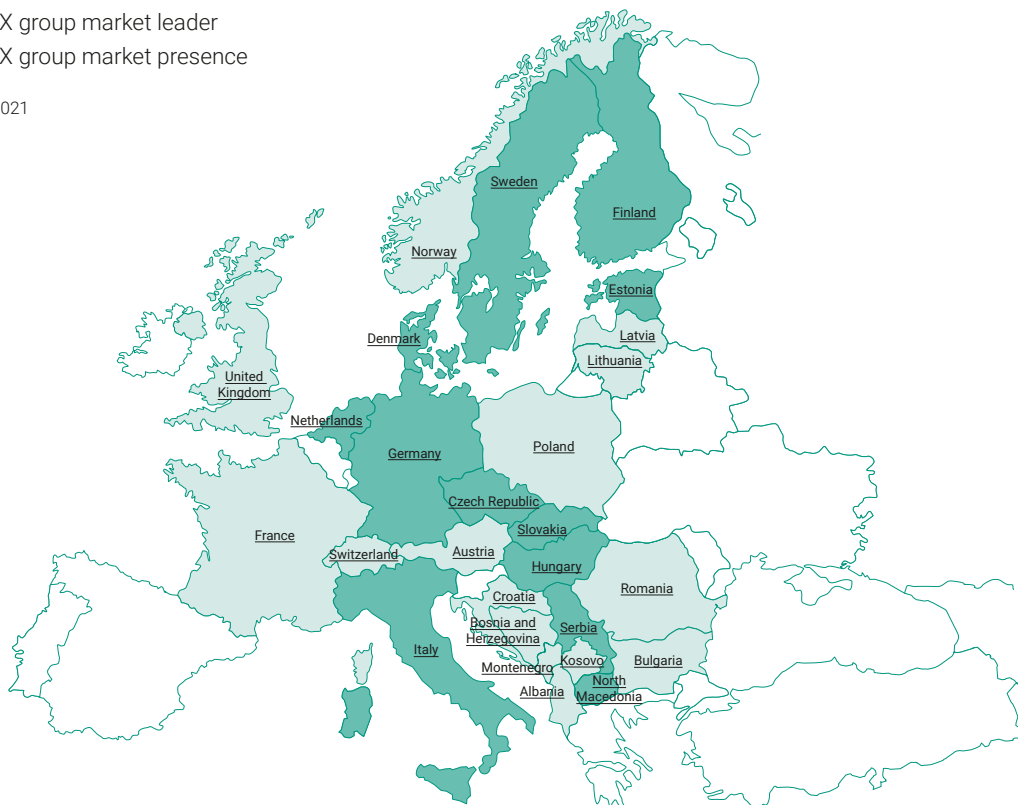 X group market leader
X group market presence
021
Sweden
Finland
Norway
Estonia
Denmark
Latvia
Lithuania
United
Kingdom
Netherlands
Germany
Poland
Czech Republic
France
Slovakia
Switzerland
Austria
Hungary
Romania
Croatia
Bosnia and
Herzegovina
Serbia
Italy
Kosovo
Bulgaria
Montenegro
North
Macedonia
Albania